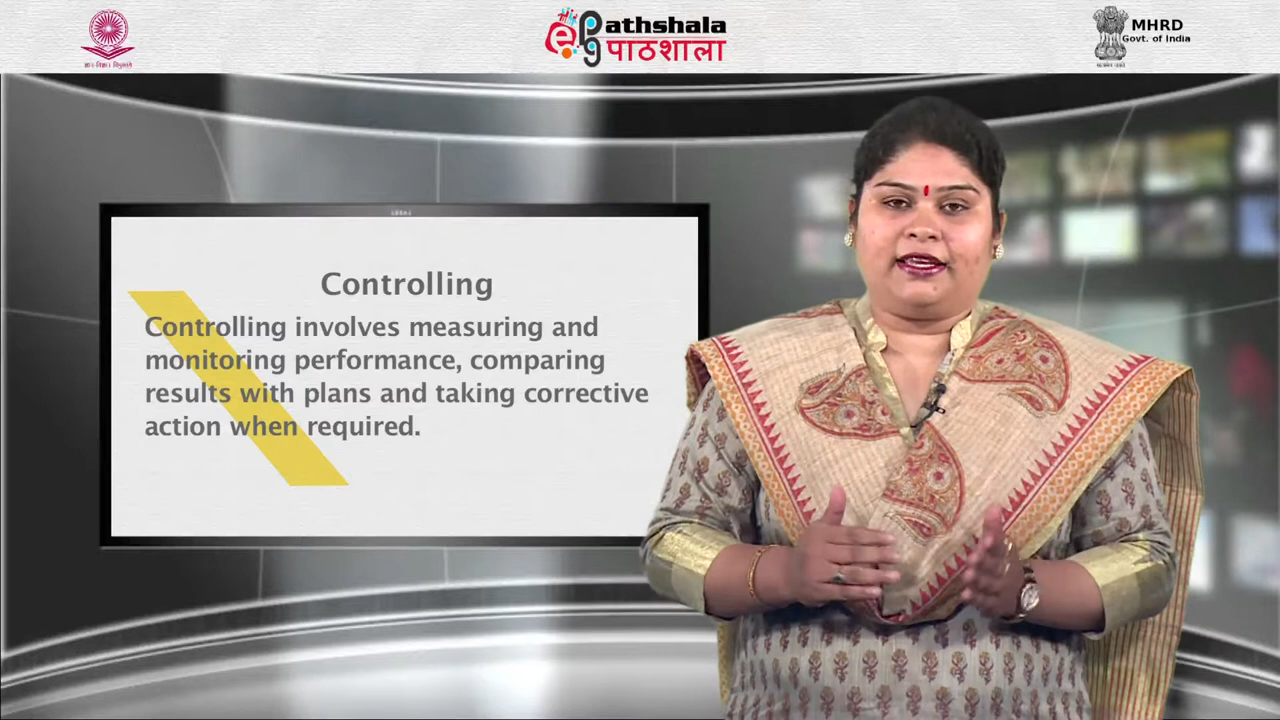 ePG Pathshala
पाठशाला
MHRD
Govt. of India
Controlling
Controlling involves measuring and
monitoring performance, comparing
results with plans and taking corrective
action when required.